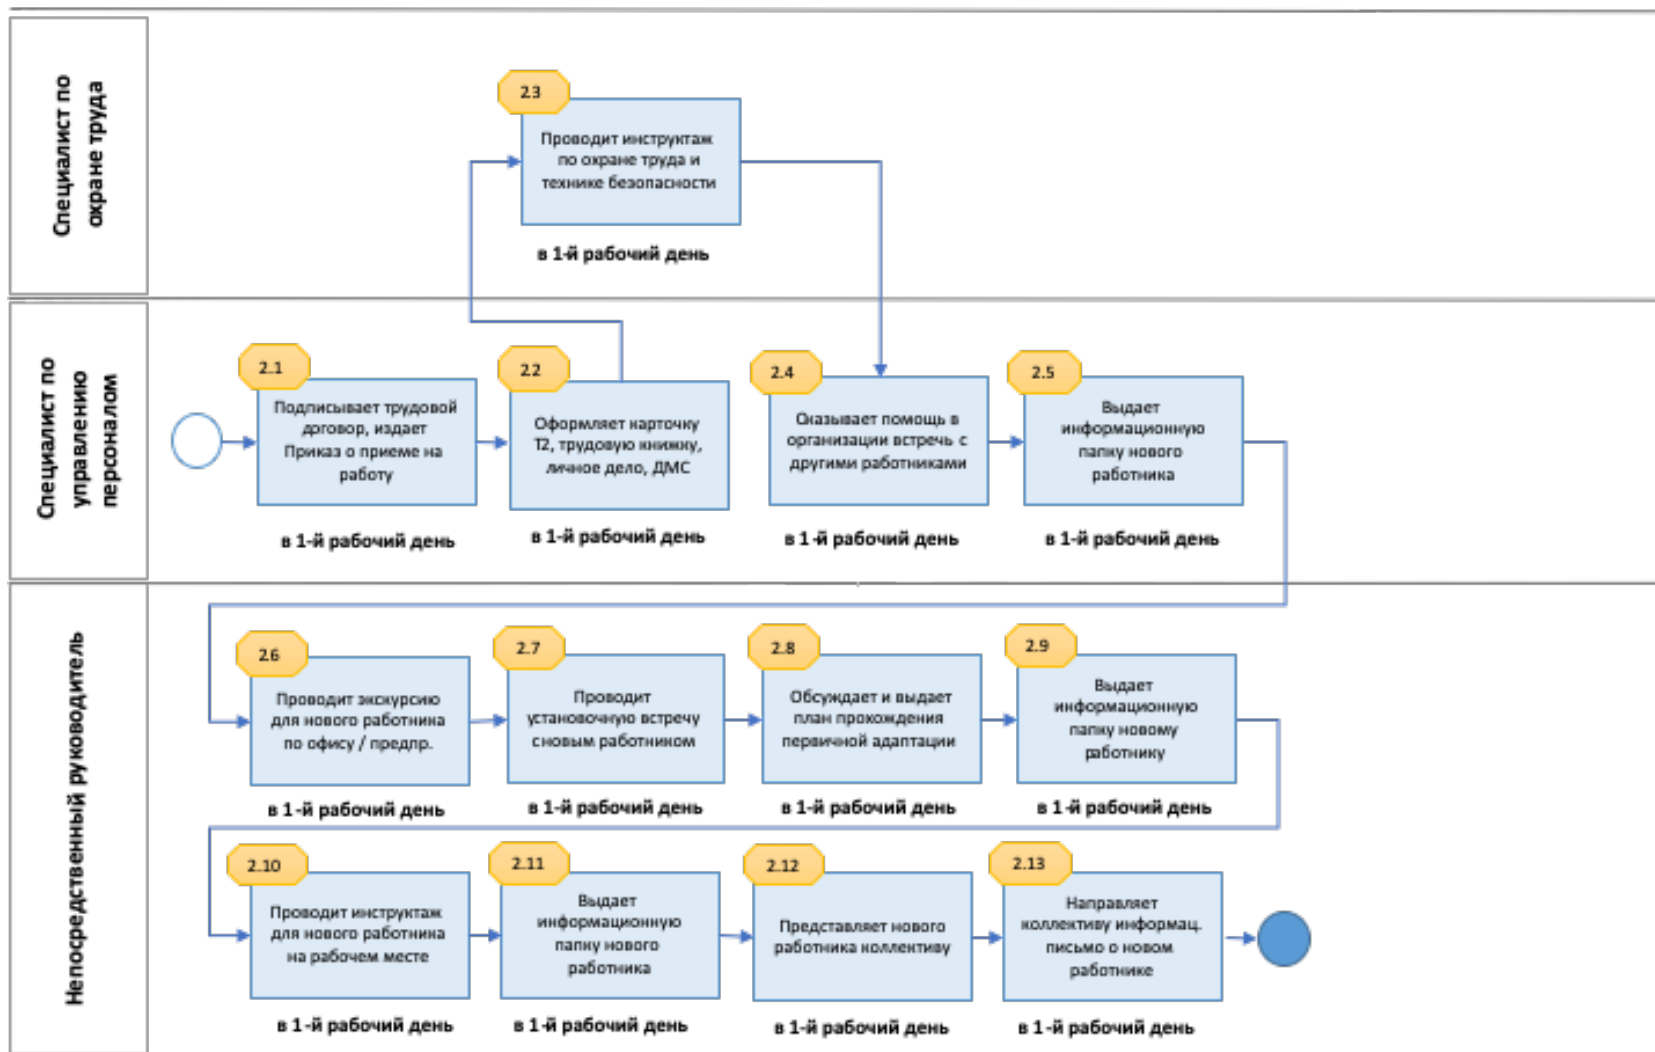 Специалист по
охране труда
2.3
Проводит инструктаж
по охране труда и
технике безопасности
в 1-й рабочий день
Специалист по
управлению
персоналом
2.1
Подписывает трудовой
договор, издает
Приказ о приеме на
работу
в 1-й рабочий день
2.2
Оформляет карточку
Т2, трудовую книжку,
личное дело, ДМС
в 1-й рабочий день
2.4
Оказывает помощь в
организации встречь с
другими работниками
в 1-й рабочий день
2.5
Выдает
информационную
папку нового
работника
в 1-й рабочий день
Непосредственный руководитель
2.6
Проводит экскурсию
для нового работника
по офису / предпр.
в 1-й рабочий день
2.7
Проводит
установочную встречу
с новым работником
в 1-й рабочий день
2.8
Обсуждает и выдает
план прохождения
первичной адаптации
в 1-й рабочий день
2.9
Выдает
информационную
папку новому
работнику
в 1-й рабочий день
2.10
Проводит инструктаж
для нового работника
на рабочем месте
в 1-й рабочий день
2.11
Выдает
информационную
папку нового
работника
в 1-й рабочий день
2.12
Представляет нового
работника коллективу
в 1-й рабочий день
2.13
Направляет
коллективу информац.
письмо о новом
работнике
в 1-й рабочий день